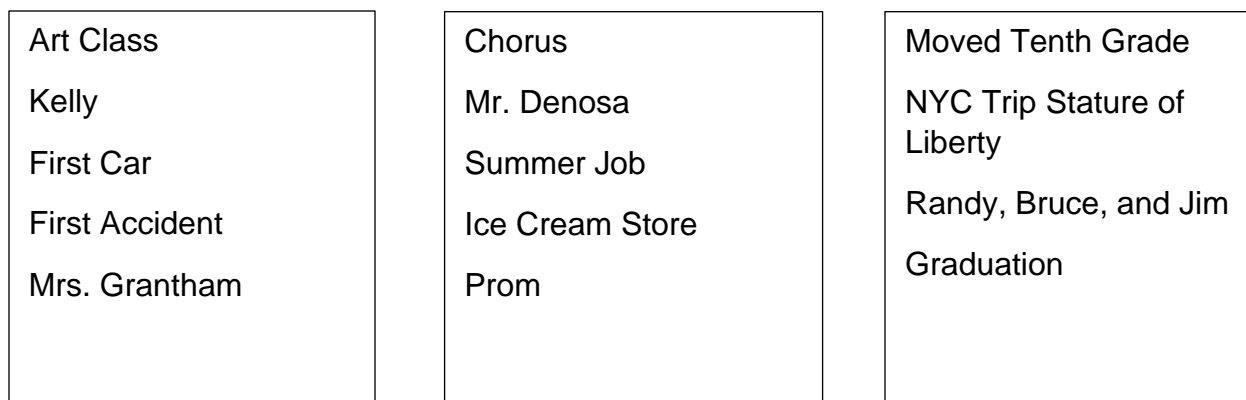 Art Class
Kelly
First Car
First Accident
Mrs. Grantham
Chorus
Mr. Denosa
Summer Job
Ice Cream Store
Prom
Moved Tenth Grade
NYC Trip Stature of
Liberty
Randy, Bruce, and Jim
Graduation